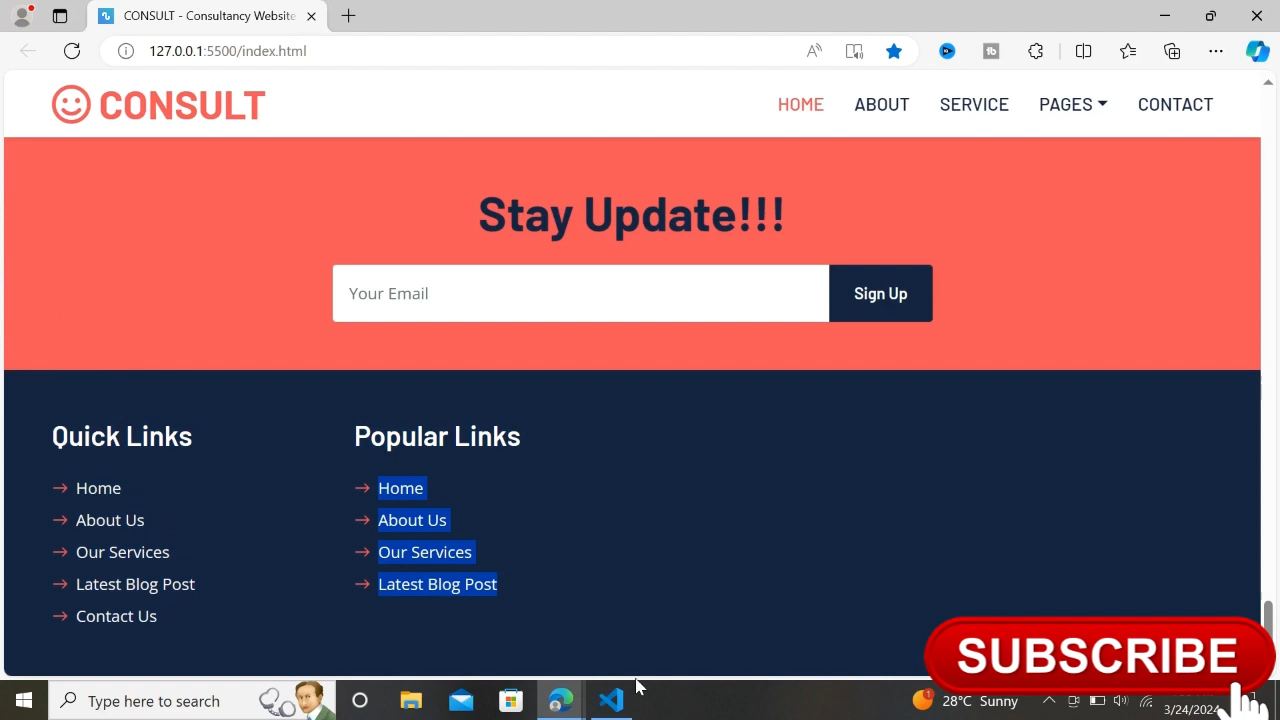 CONSULT - Consultancy Website
127.0.0.1:5500/index.html
CONSULT
HOME ABOUT SERVICE PAGES CONTACT
Stay Update!!!
Your Email Sign Up
Quick Links
Home
About Us
Our Services
Latest Blog Post
Contact Us
Popular Links
Home
About Us
Our Services
Latest Blog Post
SUBSCRIBE
Type here to search
28°C Sunny
3/24/2024